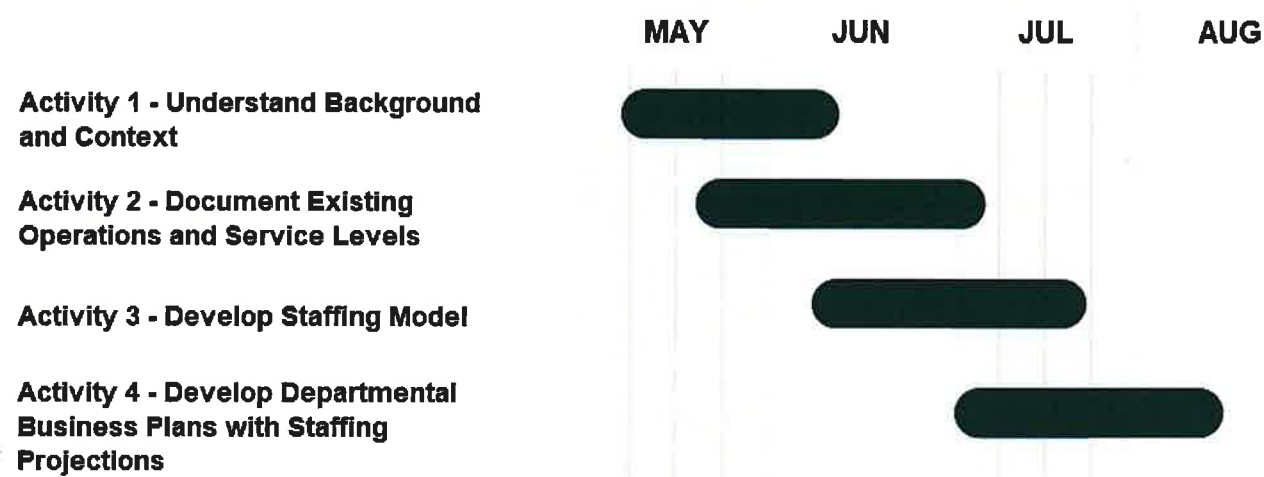 MAY JUN JUL AUG
Activity 1 - Understand Background
and Context
Activity 2 - Document Existing
Operations and Service Levels
Activity 3 - Develop Staffing Model
Activity 4 - Develop Departmental
Business Plans with Staffing
Projections